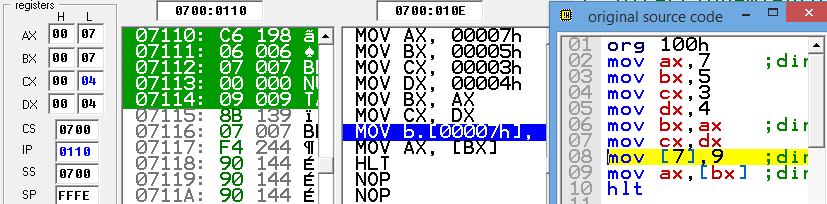 registers
H L
AX 00 07
BX 00 07
CX 00 04
DX 00 04
CS 0700
IP 0110
SS 0700
SP FFFE
0700:0110
07110: C6 198 ã
07111: 06 006 ♠
07112: 07 007 B
07113: 00 000 NU
07114: 09 009 TA
07115: 8B 139 ï
07116: 07 007 B
07117: F4 244 ¶
07118: 90 144 É
07119: 90 144 É
0711A: 90 144 É
0700:010E
MOV AX, 00007h
MOV BX, 00005h
MOV CX, 00003h
MOV DX, 00004h
MOV BX, AX
MOV CX, DX
MOV b.[00007h],
MOV AX, [BX]
HLT
NOP
NOP
NOP
original source code
01 org 100h
02 mov ax,7 ;dir
03 mov bx,5
04 mov cx,3
05 mov dx,4
06 mov bx,ax ;dir
07 mov cx,dx
08 mov [7],9 ;dir
09 mov ax,[bx] ;dir
10 hlt